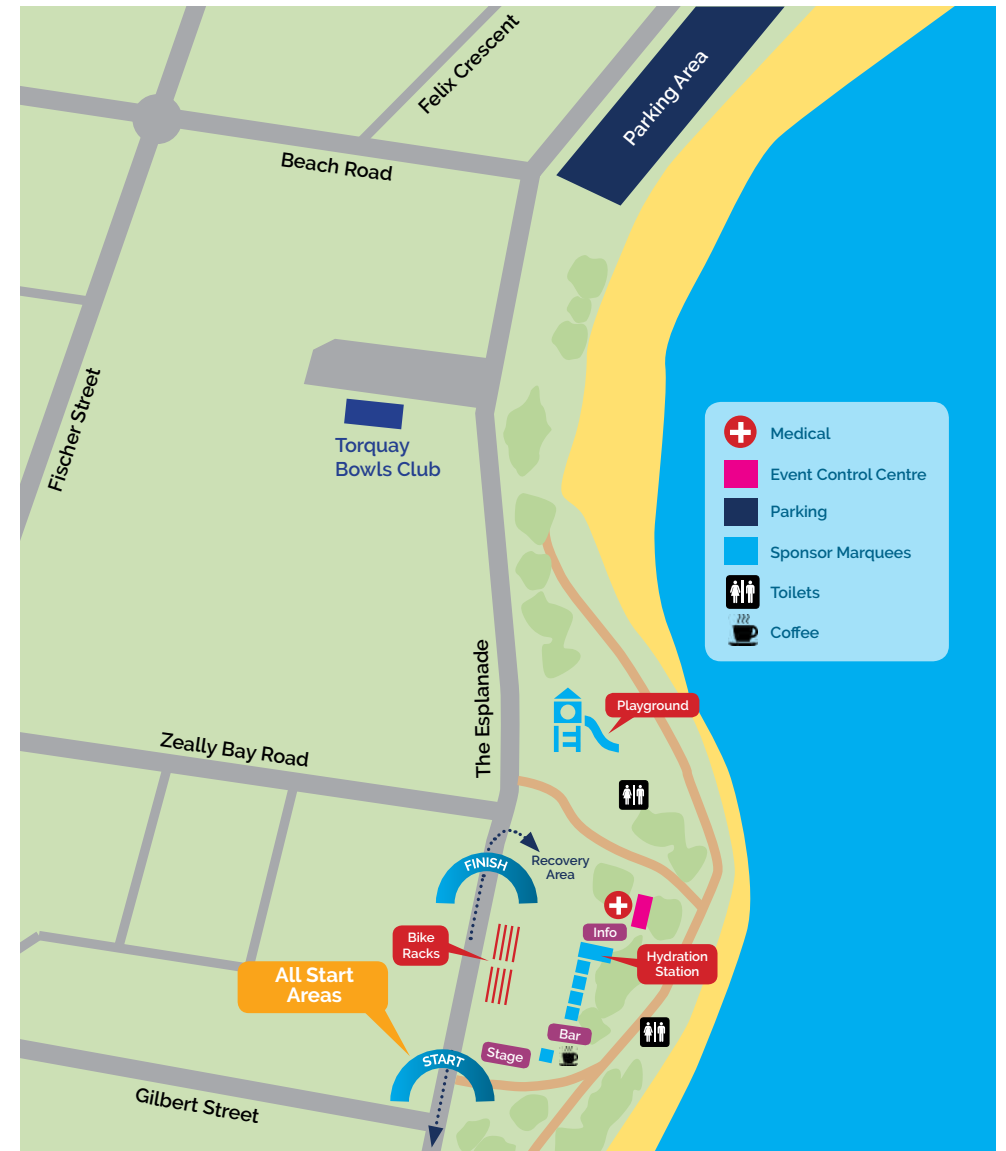 Felix Crescent
Parking Area
Beach Road
Fischer Street
Torquay
Bowls Club
Medical
Event Control Centre
Parking
Sponsor Marquees
Toilets
Coffee
The Esplanade
Playground
Zeally Bay Road
FINISH
Recovery
Area
Bike
Racks
Info
Hydration
Station
All Start
Areas
Bar
Stage
START
Gilbert Street